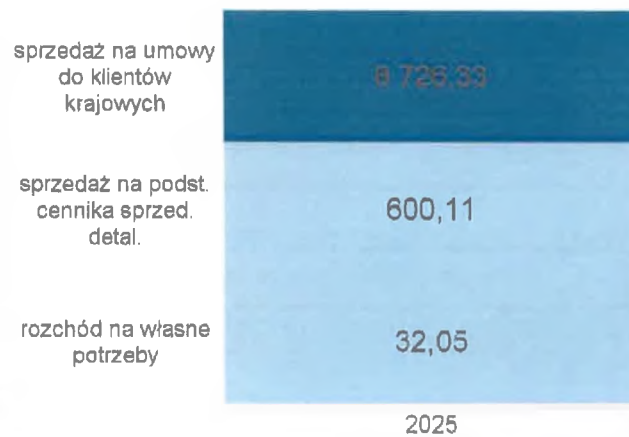 sprzedaż na umowy
do klientów
krajowych
726,33
sprzedaż na podst.
cennika sprzed.
detal.
600,11
rozchód na własne
potrzeby
32,05
2025